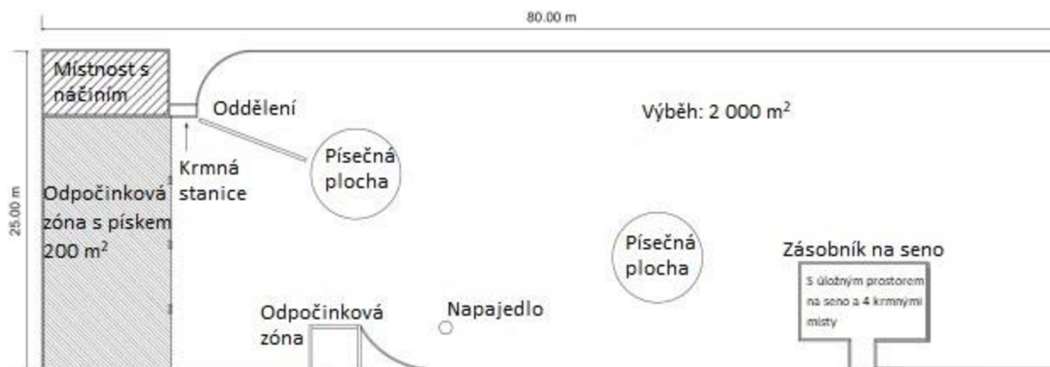 80.00 m
Místnost s
náčiním
Oddělení
Výběh: 2 000 m²
Písečná
plocha
Krmná
stanice
25.00 m
Odpočinková
zóna s pískem
200 m²
Písečná
plocha
Zásobník na seno
S úložným prostorem
na seno a 4 krmnými
místy
Odpočinková
zóna
Napajedlo